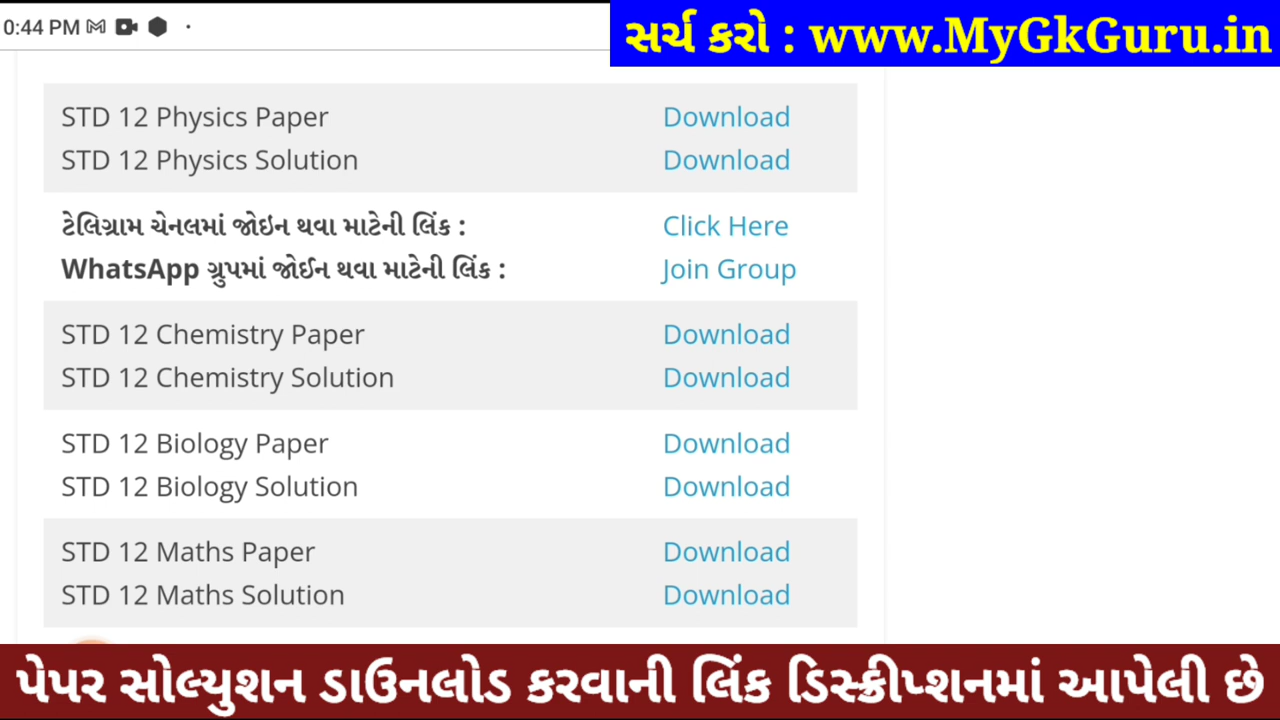 0:44 PM
સર્ચ કરો : www.MyGkGuru.in
STD 12 Physics Paper Download
STD 12 Physics Solution Download
ટેલિગ્રામ ચેનલમાં જોઇન થવા માટેની લિંક : Click Here
WhatsApp ગ્રુપમાં જોઈન થવા માટેની લિંક : Join Group
STD 12 Chemistry Paper Download
STD 12 Chemistry Solution Download
STD 12 Biology Paper Download
STD 12 Biology Solution Download
STD 12 Maths Paper Download
STD 12 Maths Solution Download
પેપર સોલ્યુશન ડાઉનલોડ કરવાની લિંક ડિસ્ક્રીપ્શનમાં આપેલી છે